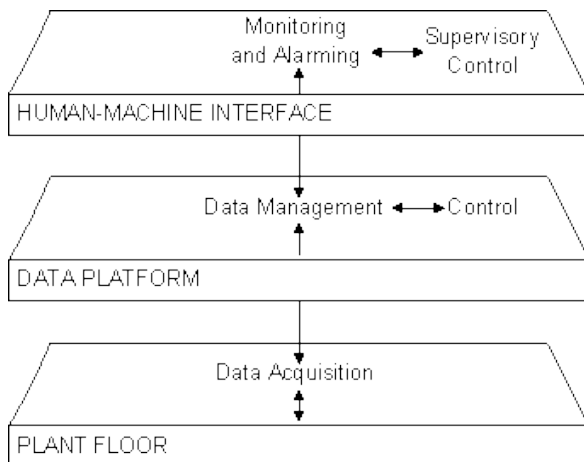 Monitoring
and Alarming
Supervisory
Control
HUMAN-MACHINE INTERFACE
Data Management
Control
DATA PLATFORM
Data Acquisition
PLANT FLOOR